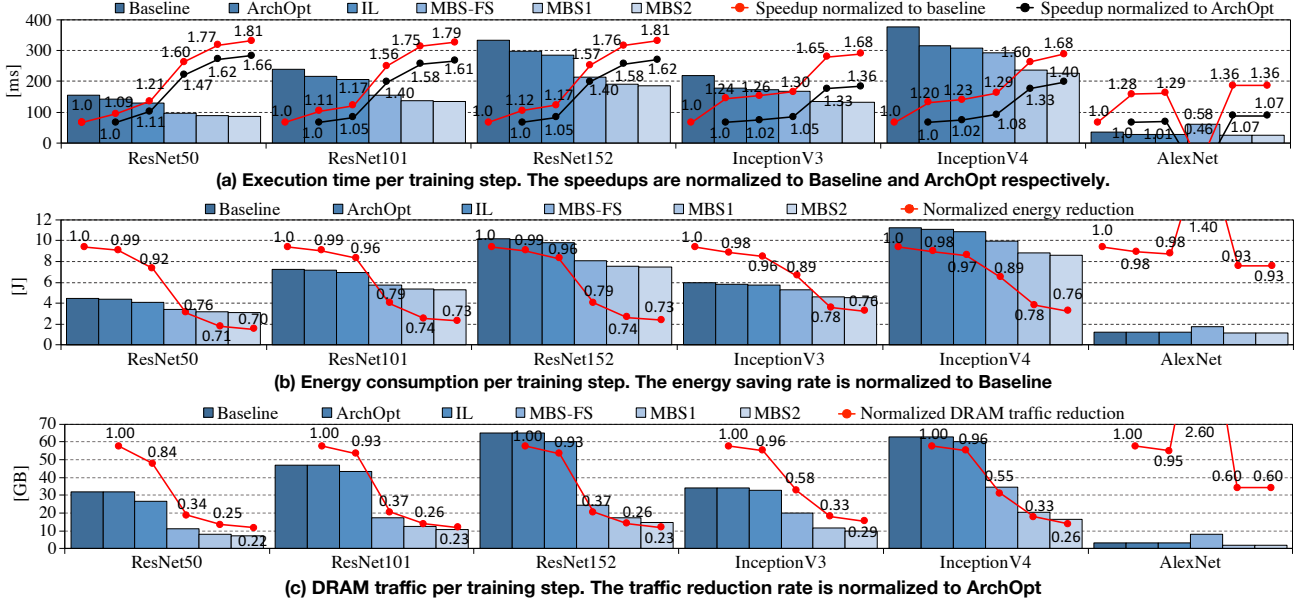 Baseline ArchOpt IL MBS-FS MBS1 MBS2 Speedup normalized to baseline Speedup normalized to ArchOpt
[ms]
400
300
200
100
0
1.0 1.09 1.21 1.60 1.77 1.81
1.0 1.11 1.47 1.62 1.66
1.0 1.11 1.17 1.56 1.75 1.79
1.0 1.05 1.40 1.58 1.61
1.0 1.12 1.17 1.57 1.76 1.81
1.0 1.05 1.40 1.58 1.62
1.0 1.24 1.26 1.30 1.65 1.68
1.0 1.02 1.05 1.33 1.36
1.0 1.20 1.23 1.29 1.60 1.68
1.0 1.02 1.08 1.33 1.40
1.0 1.28 1.29 0.58 1.36 1.36
1.0 1.01 0.46 1.07 1.07
ResNet50 ResNet101 ResNet152 InceptionV3 InceptionV4 AlexNet
(a) Execution time per training step. The speedups are normalized to Baseline and ArchOpt respectively.
Baseline ArchOpt IL MBS-FS MBS1 MBS2 Normalized energy reduction
[J]
12
10
8
6
4
2
0
1.0 0.99 0.92 0.76 0.71 0.70
1.0 0.99 0.96 0.79 0.74 0.73
1.0 0.99 0.96 0.79 0.74 0.73
1.0 0.98 0.96 0.89 0.78 0.76
1.0 0.98 0.97 0.89 0.78 0.76
1.0 0.98 0.98 1.40 0.93 0.93
ResNet50 ResNet101 ResNet152 InceptionV3 InceptionV4 AlexNet
(b) Energy consumption per training step. The energy saving rate is normalized to Baseline
Baseline ArchOpt IL MBS-FS MBS1 MBS2 Normalized DRAM traffic reduction
[GB]
70
60
50
40
30
20
10
0
1.00 0.84 0.34 0.25 0.22
1.00 0.93 0.37 0.26 0.23
1.00 0.93 0.37 0.26 0.23
1.00 0.96 0.58 0.33 0.29
1.00 0.96 0.55 0.33 0.26
1.00 0.95 2.60 0.60 0.60
ResNet50 ResNet101 ResNet152 InceptionV3 InceptionV4 AlexNet
(c) DRAM traffic per training step. The traffic reduction rate is normalized to ArchOpt